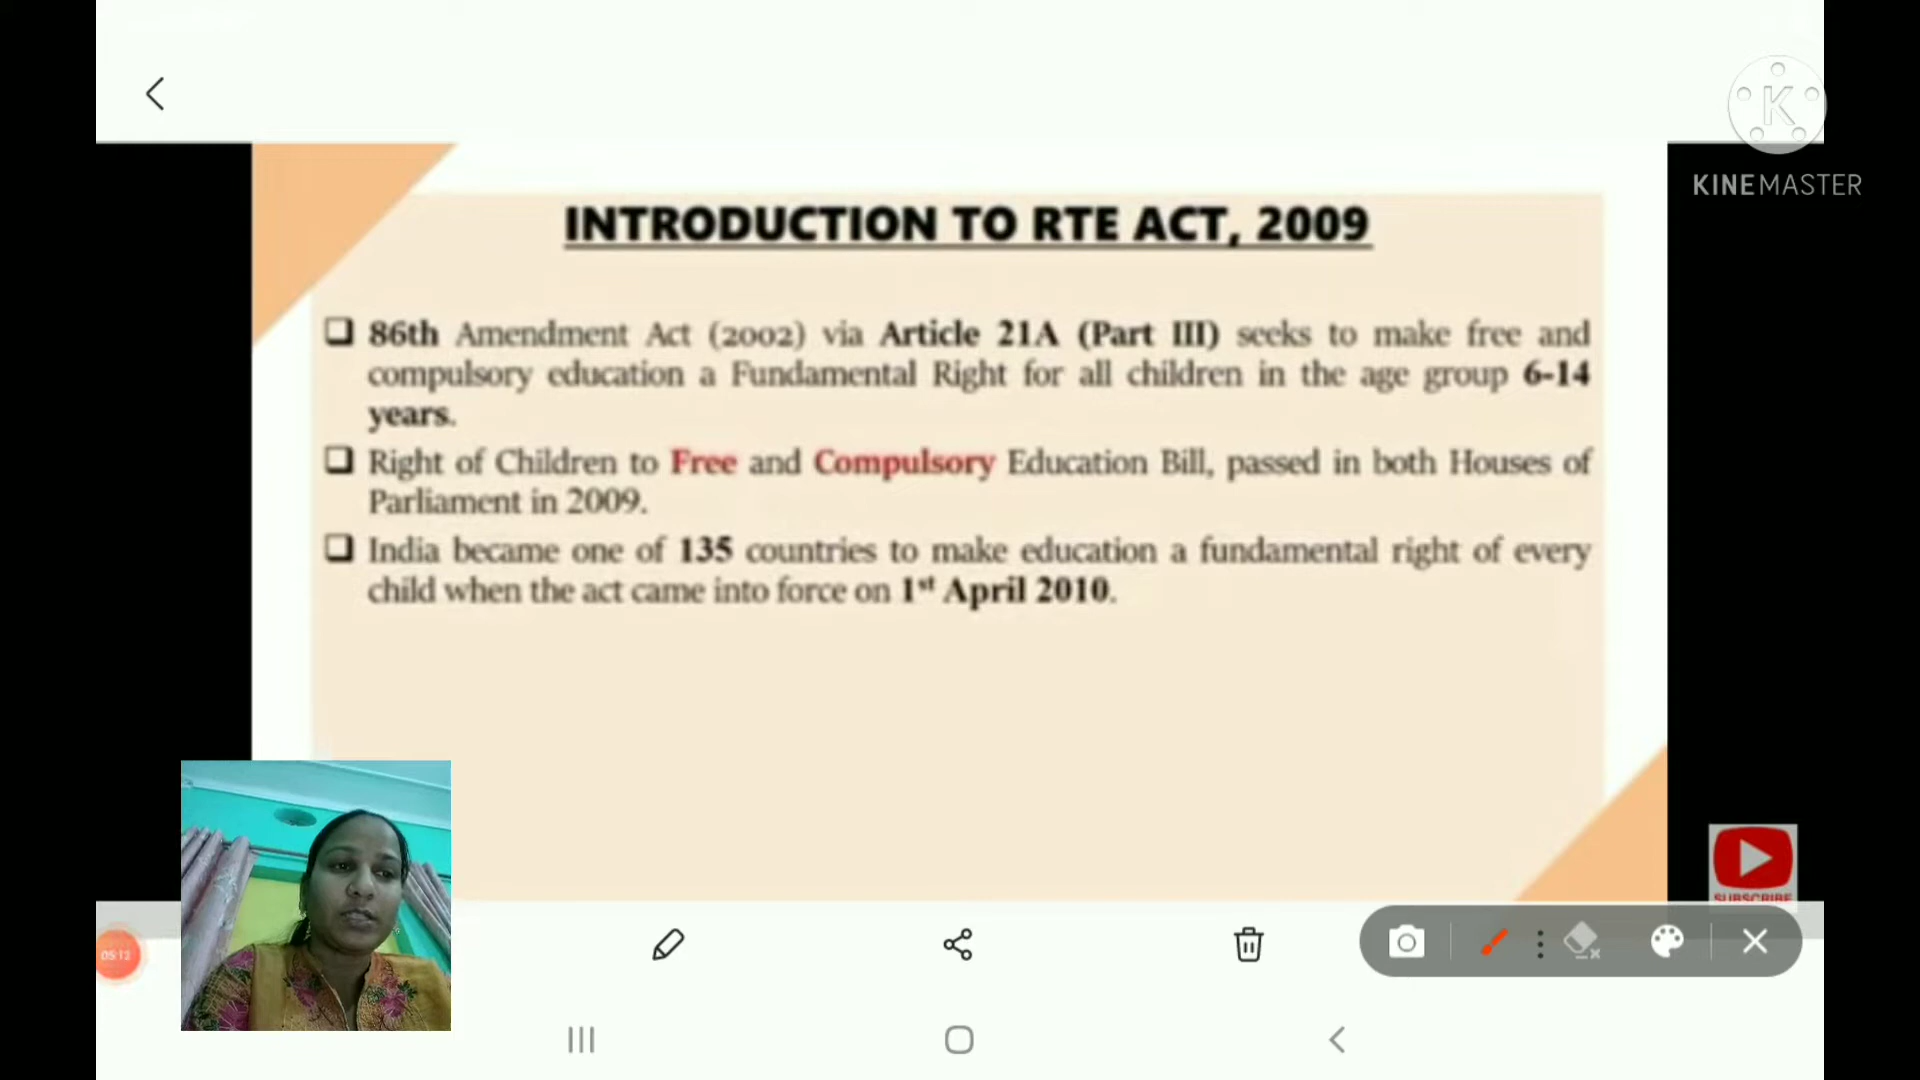 KINEMASTER
INTRODUCTION TO RTE ACT, 2009
❑ 86th Amendment Act (2002) via Article 21A (Part III) seeks to make free and
compulsory education a Fundamental Right for all children in the age group 6-14
years.
❑ Right of Children to Free and Compulsory Education Bill, passed in both Houses of
Parliament in 2009.
❑ India became one of 135 countries to make education a fundamental right of every
child when the act came into force on 1st April 2010.
SUBSCRIBE
05:12